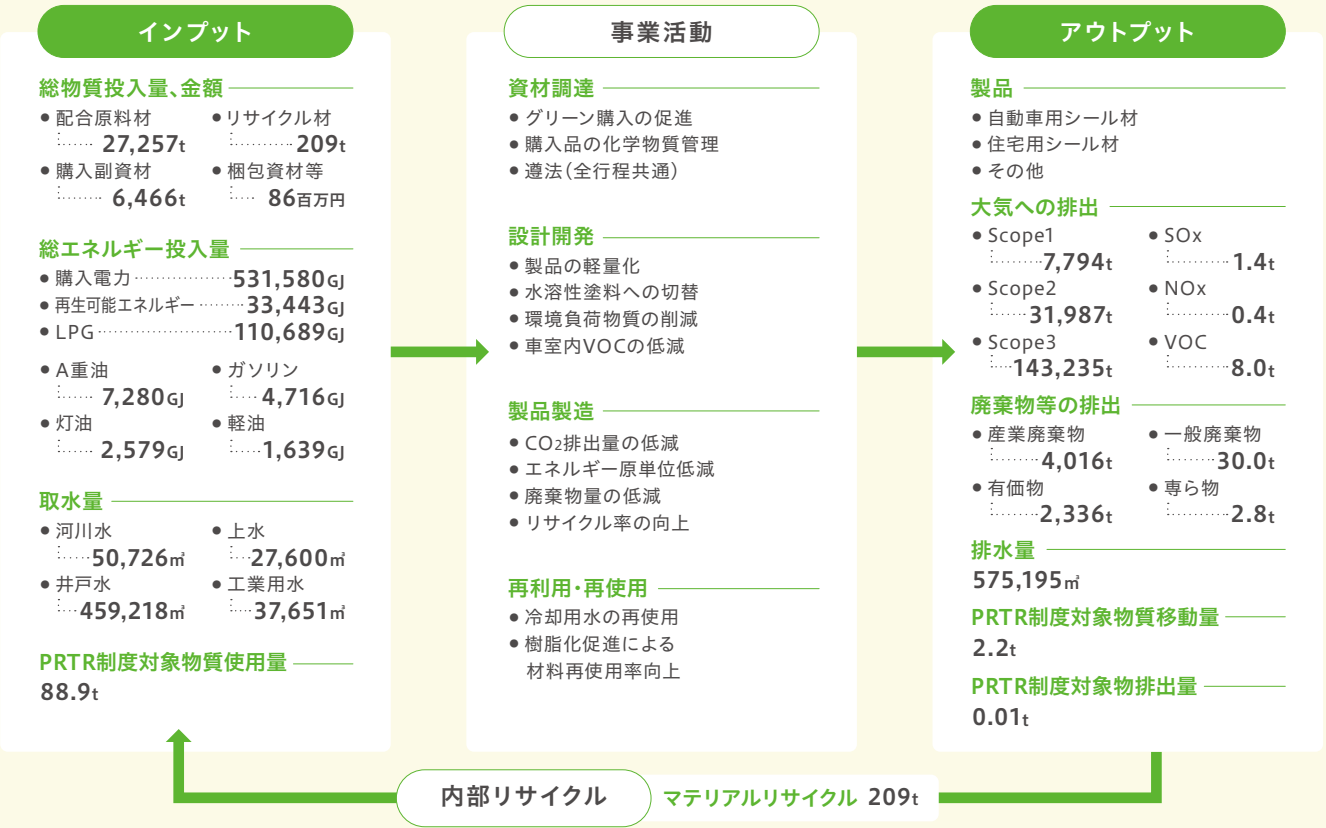 インプット
総物質投入量、金額
● 配合原料材
27,257t
● リサイクル材
209t
● 購入副資材
6,466t
● 梱包資材等
86百万円
総エネルギー投入量
● 購入電力 531,580GJ
● 再生可能エネルギー 33,443GJ
● LPG 110,689GJ
● A重油
7,280GJ
● ガソリン
4,716GJ
● 灯油
2,579GJ
● 軽油
1,639GJ
取水量
● 河川水
50,726㎥
● 上水
27,600㎥
● 井戸水
459,218㎥
● 工業用水
37,651㎥
PRTR制度対象物質使用量
88.9t
事業活動
資材調達
● グリーン購入の促進
● 購入品の化学物質管理
● 遵法（全行程共通）
設計開発
● 製品の軽量化
● 水溶性塗料への切替
● 環境負荷物質の削減
● 車室内VOCの低減
製品製造
● CO2排出量の低減
● エネルギー原単位低減
● 廃棄物量の低減
● リサイクル率の向上
再利用・再使用
● 冷却用水の再使用
● 樹脂化促進による
材料再使用率向上
アウトプット
製品
● 自動車用シール材
● 住宅用シール材
● その他
大気への排出
● Scope1
7,794t
● SOx
1.4t
● Scope2
31,987t
● NOx
0.4t
● Scope3
143,235t
● VOC
8.0t
廃棄物等の排出
● 産業廃棄物
4,016t
● 一般廃棄物
30.0t
● 有価物
2,336t
● 専ら物
2.8t
排水量
575,195㎥
PRTR制度対象物質移動量
2.2t
PRTR制度対象物排出量
0.01t
内部リサイクル
マテリアルリサイクル 209t